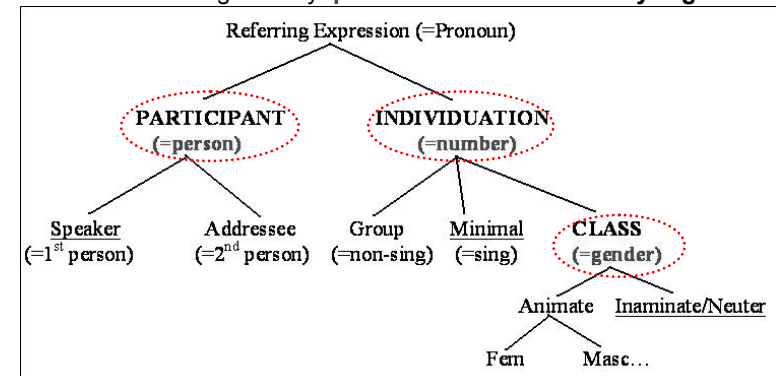 Referring Expression (=Pronoun)
PARTICIPANT INDIVIDUATION
(=person) (=number)
Speaker Addressee Group Minimal CLASS
(=1st person) (=2nd person) (=non-sing) (=sing) (=gender)
Animate Inaminate/Neuter
Fem Masc...